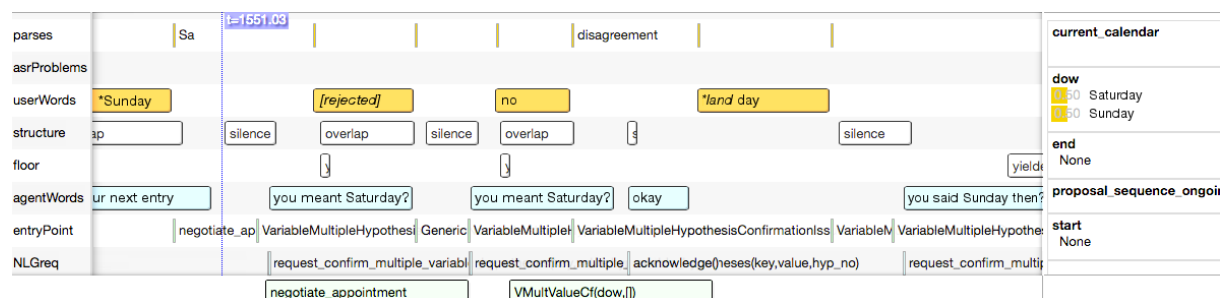 t=1551.03
parses Sa disagreement
current_calendar
asrProblems
dow
userWords *Sunday [rejected] no *land day
0.50 Saturday
0.50 Sunday
structure ap silence overlap silence overlap s silence
end
None
floor y y yielde
agentWords ur next entry you meant Saturday? you meant Saturday? okay you said Sunday then?
proposal_sequence_ongoin
entryPoint negotiate_ap VariableMultipleHypothesi Generic VariableMultipleH VariableMultipleHypothesisConfirmationIss VariableM VariableMultipleHypothes
start
None
NLGreq request_confirm_multiple_variabl request_confirm_multiple_ acknowledge()heses(key,value,hyp_no) request_confirm_multi
negotiate_appointment VMultValueCf(dow,[])